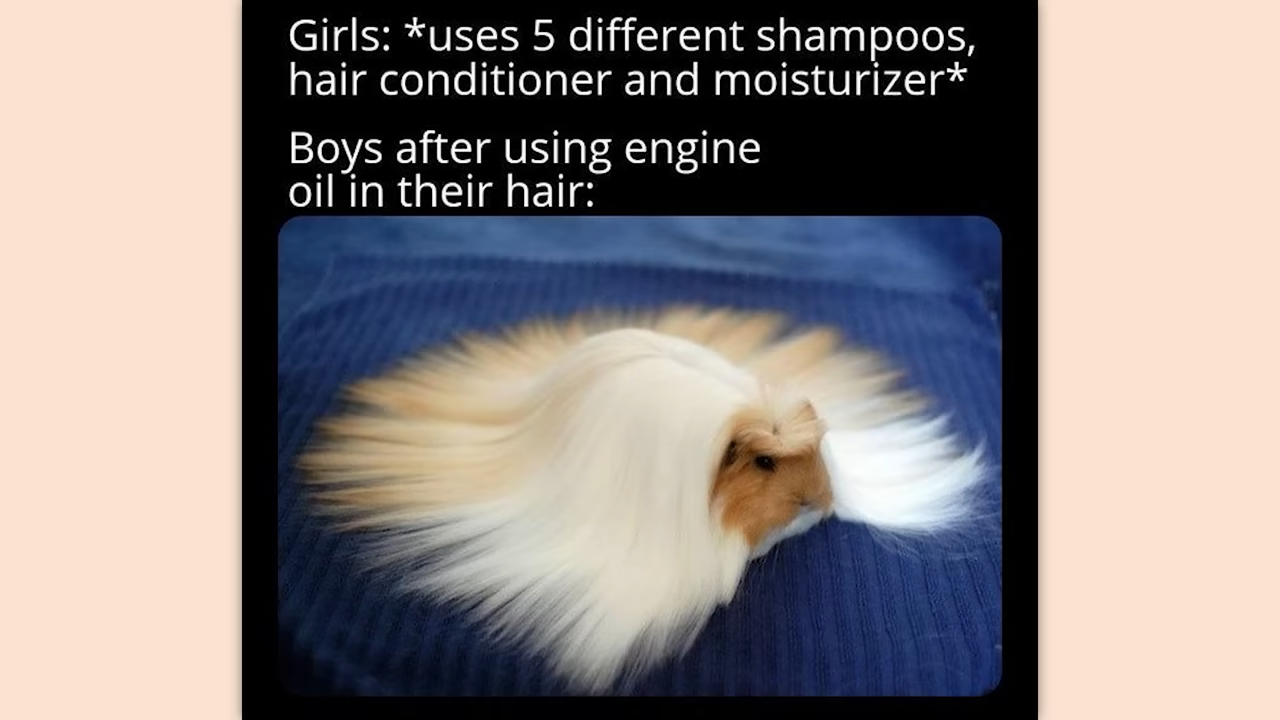 Girls: *uses 5 different shampoos,
hair conditioner and moisturizer*
Boys after using engine
oil in their hair: